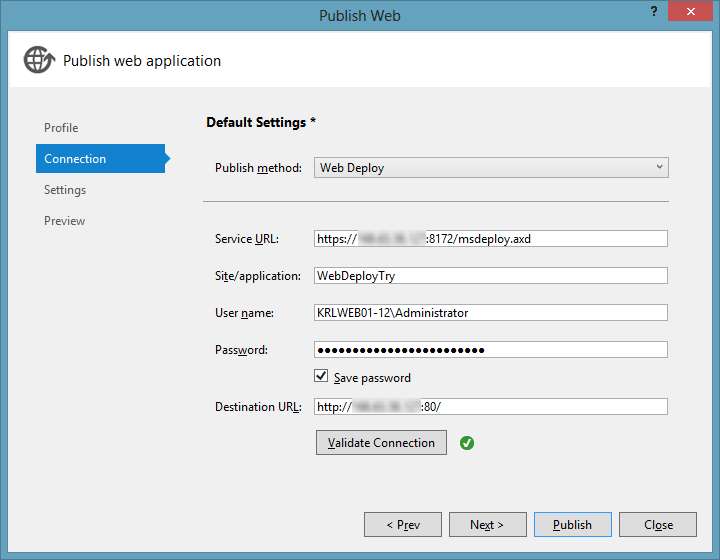 Publish Web
?
Publish web application
Profile
Connection
Settings
Preview
Default Settings *
Publish method: Web Deploy
Service URL: https:// :8172/msdeploy.axd
Site/application: WebDeployTry
User name: KRLWEB01-12\Administrator
Password: ●●●●●●●●●●●●●●●●●●●●●●●●
Save password
Destination URL: http:// :80/
Validate Connection
< Prev
Next >
Publish
Close